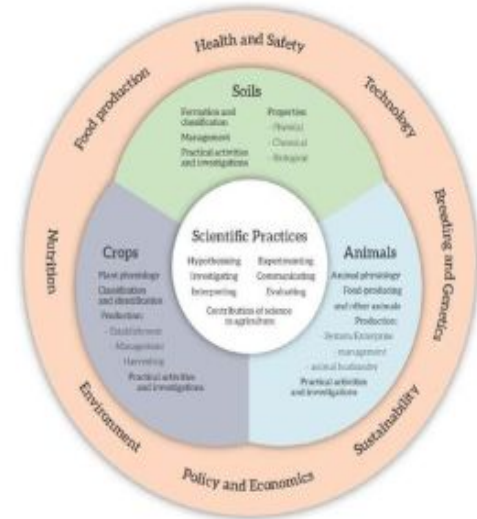 Health and Safety
Food production
Technology
Nutrition
Breeding and Genetics
Environment
Sustainability
Policy and Economics
Soils
Formation and
classification
Management
Practical activities
and investigations
Properties
- Physical
- Chemical
- Biological
Scientific Practices
Hypothesising
Experimenting
Investigating
Communicating
Interpreting
Evaluating
Contribution of science
to agriculture
Crops
Plant physiology
Classification
and identification
Production:
- Establishment
- Management
- Harvesting
Practical activities
and investigations
Animals
Animal physiology
Food-producing
and other animals
Production:
- System/Enterprise
management
- animal husbandry
Practical activities
and investigations